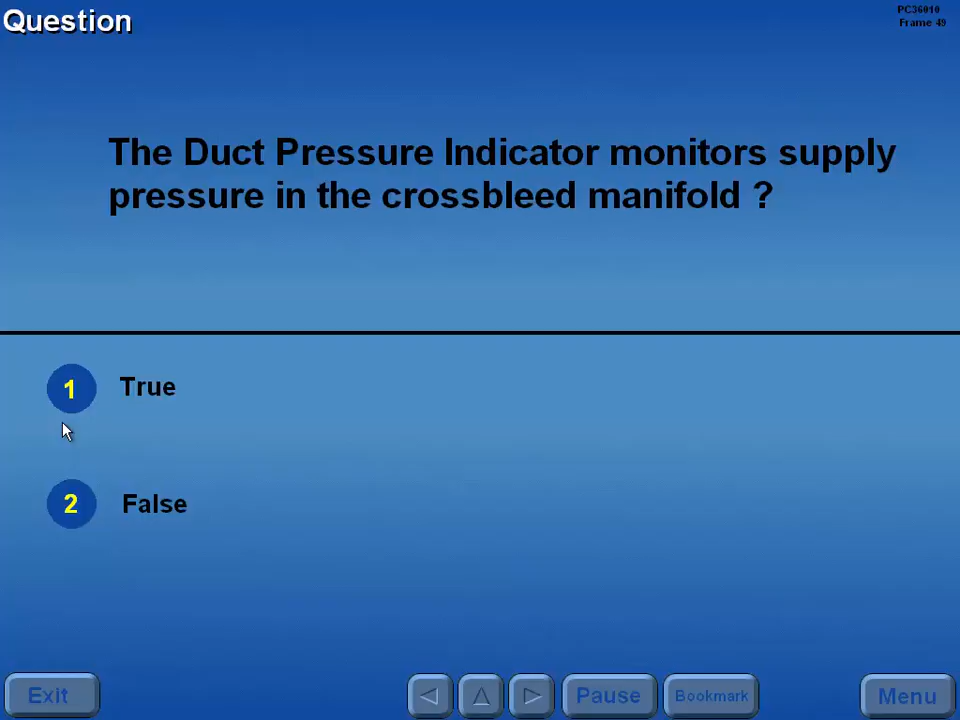 Question
PC36010
Frame 49
The Duct Pressure Indicator monitors supply
pressure in the crossbleed manifold ?
1 True
2 False
Exit
Pause
Bookmark
Menu